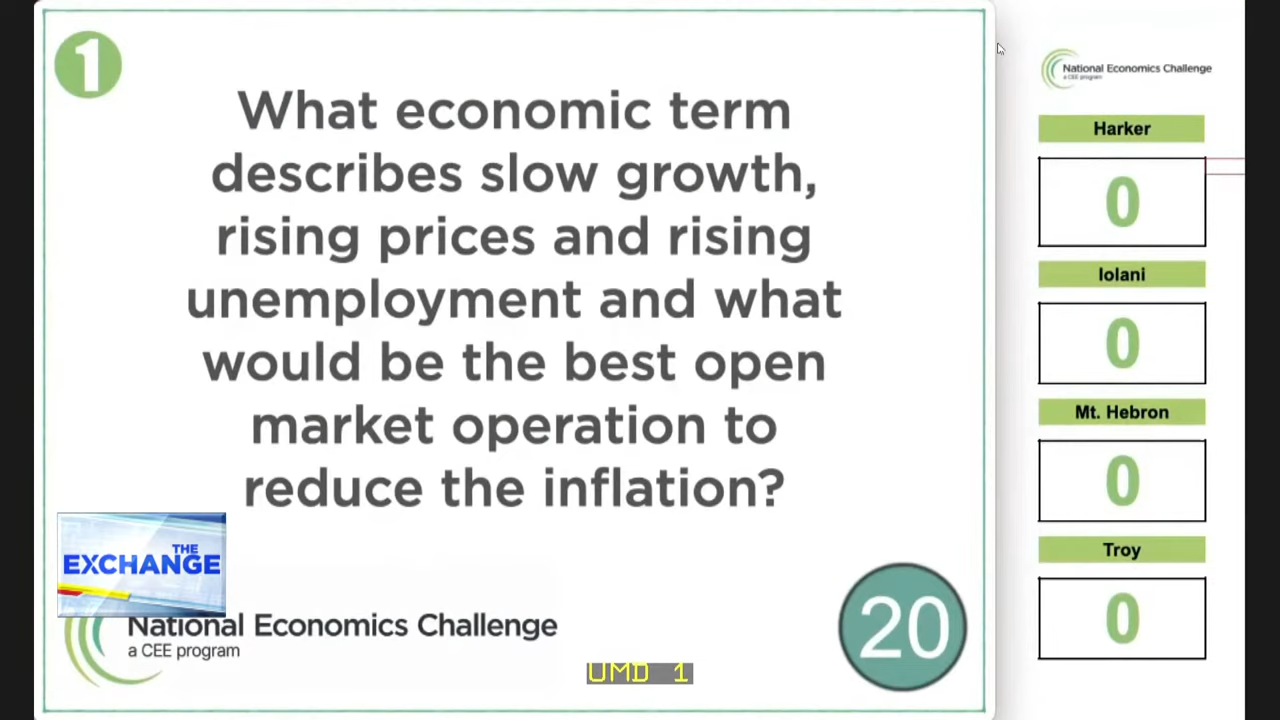 1
What economic term
describes slow growth,
rising prices and rising
unemployment and what
would be the best open
market operation to
reduce the inflation?
THE
EXCHANGE
National Economics Challenge
a CEE program
20
UMD 1
National Economics Challenge
a CEE program
Harker
0
Iolani
0
Mt. Hebron
0
Troy
0